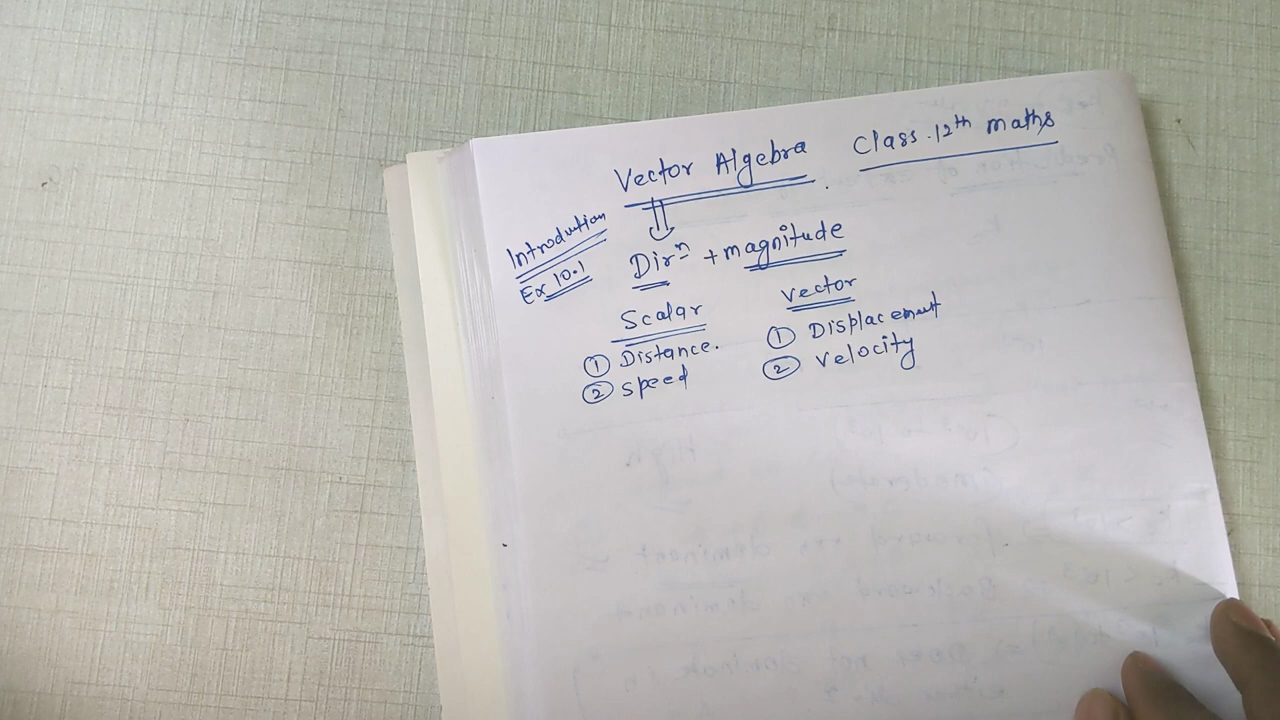 Vector Algebra. Class. 12th maths
Introdution
Ex 10.1
Dirⁿ + magnitude
Scalar
① Distance.
② speed
Vector
① Displacement
② velocity